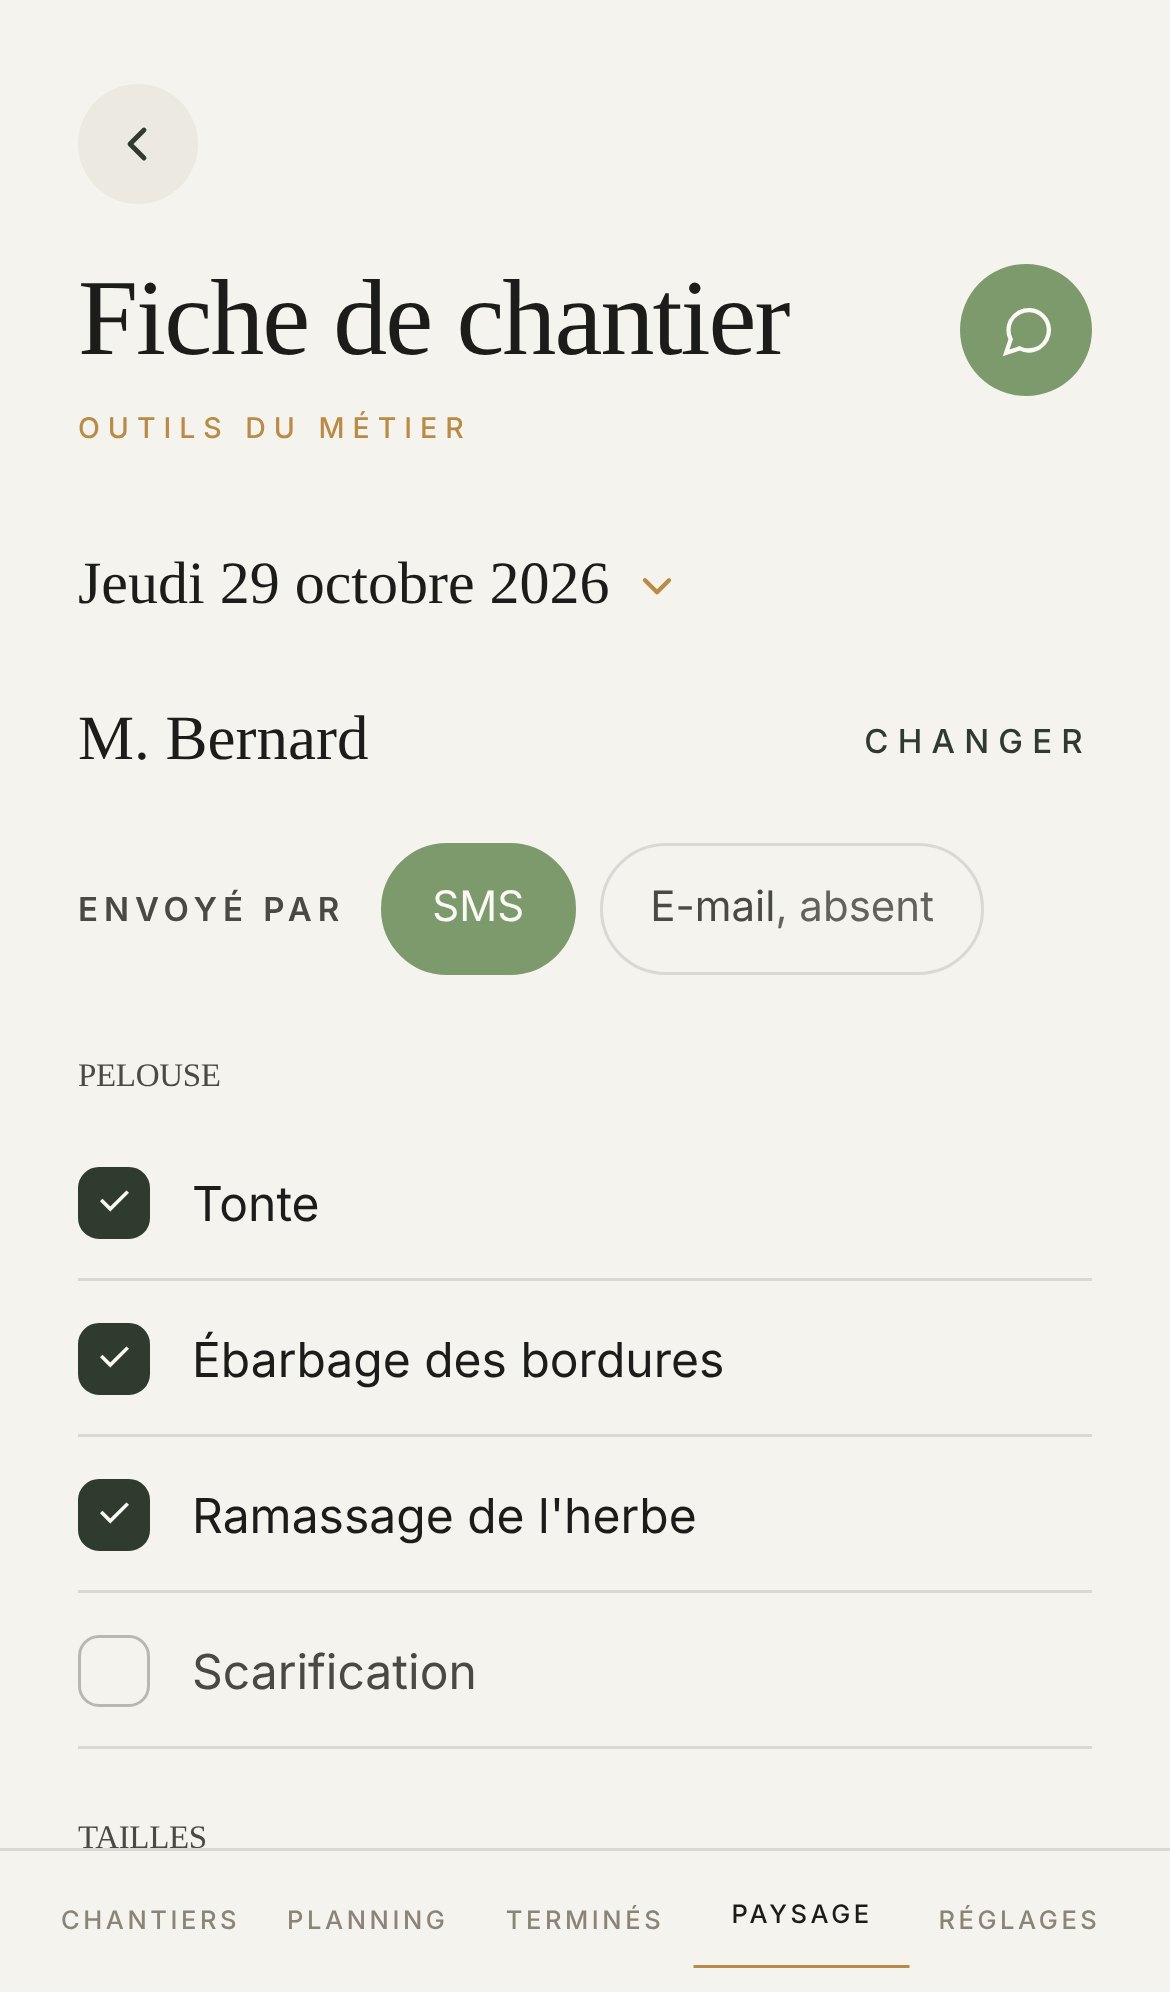 Fiche de chantier
OUTILS DU MÉTIER
Jeudi 29 octobre 2026
M. Bernard
CHANGER
ENVOYÉ PAR
SMS
E-mail, absent
PELOUSE
Tonte
Ébarbage des bordures
Ramassage de l'herbe
Scarification
TAILLES
CHANTIERS
PLANNING
TERMINÉS
PAYSAGE
RÉGLAGES